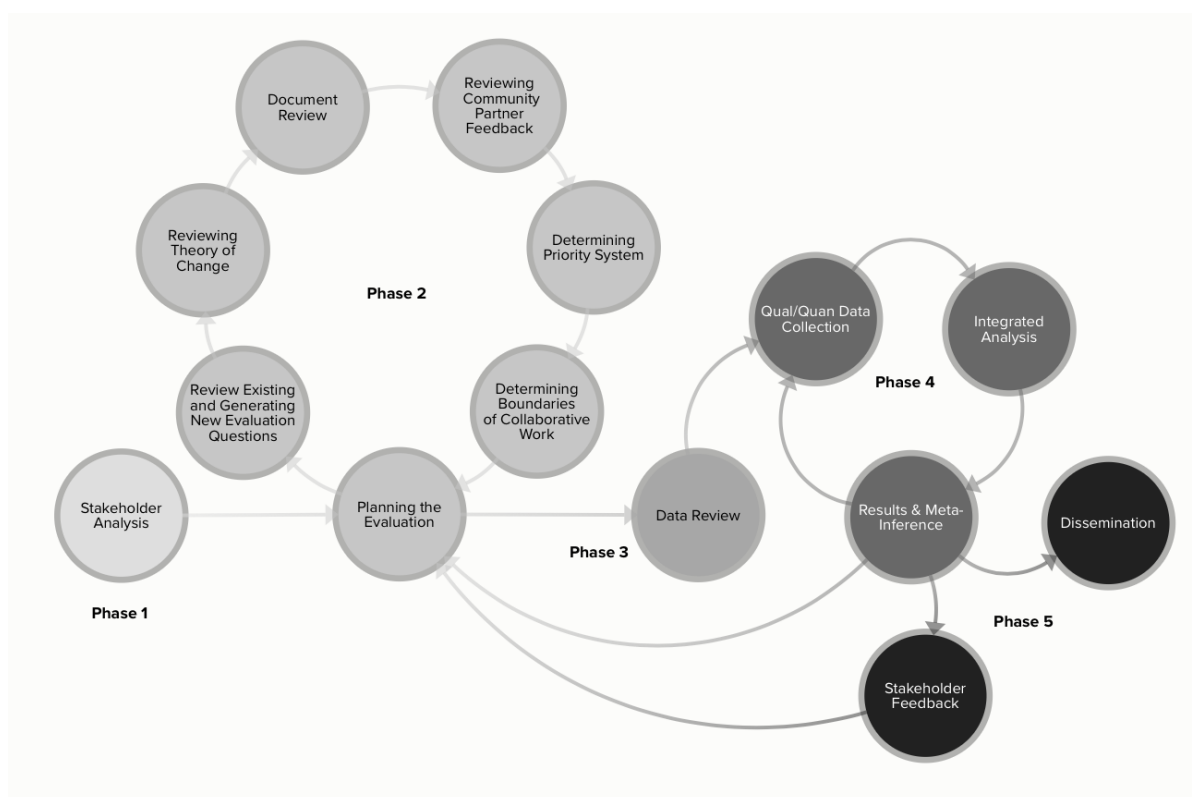 Document
Review
Reviewing
Community
Partner
Feedback
Reviewing
Theory of
Change
Determining
Priority System
Phase 2
Qual/Quan Data
Collection
Integrated
Analysis
Phase 4
Review Existing
and Generating
New Evaluation
Questions
Determining
Boundaries
of Collaborative
Work
Stakeholder
Analysis
Planning the
Evaluation
Data Review
Results & Meta-
Inference
Dissemination
Phase 3
Phase 1
Phase 5
Stakeholder
Feedback